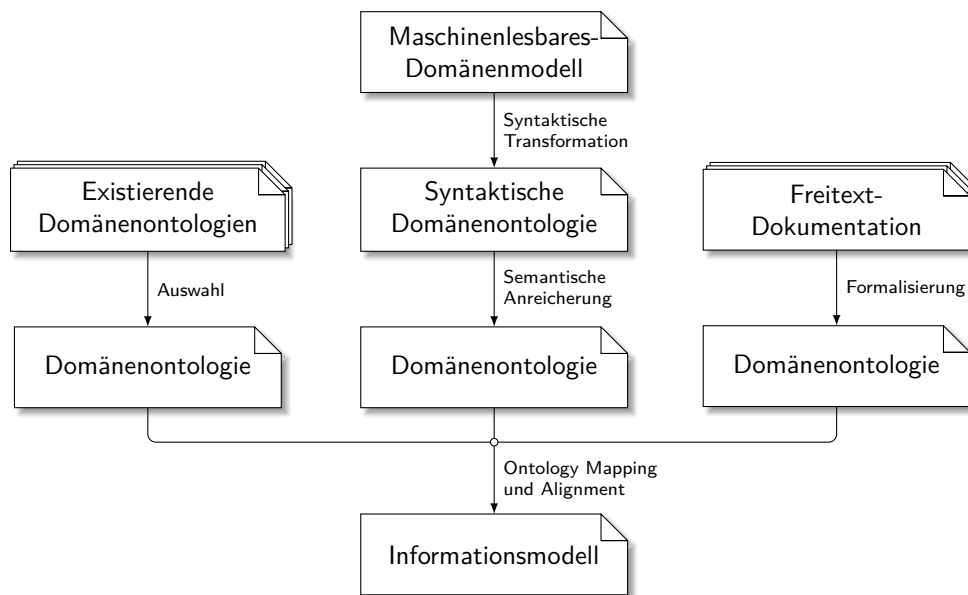 Maschinenlesbares-
Domänenmodell
Syntaktische
Transformation
Existierende
Domänenontologien
Syntaktische
Domänenontologie
Freitext-
Dokumentation
Auswahl
Semantische
Anreicherung
Formalisierung
Domänenontologie
Domänenontologie
Domänenontologie
Ontology Mapping
und Alignment
Informationsmodell